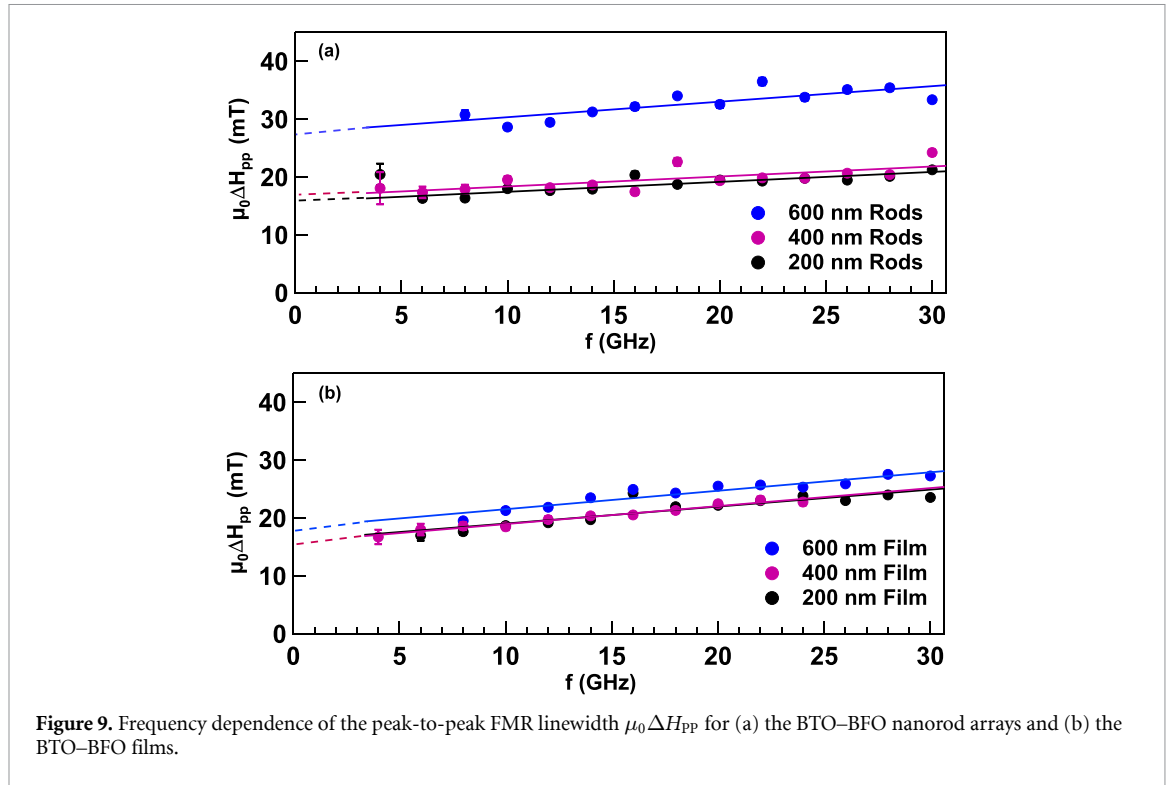 (a)
40
30
20
10
0
μ₀ΔHpp (mT)
600 nm Rods
400 nm Rods
200 nm Rods
0 5 10 15 20 25 30
f (GHz)
(b)
40
30
20
10
0
μ₀ΔHpp (mT)
600 nm Film
400 nm Film
200 nm Film
0 5 10 15 20 25 30
f (GHz)
Figure 9. Frequency dependence of the peak-to-peak FMR linewidth μ₀ΔHPP for (a) the BTO–BFO nanorod arrays and (b) the
BTO–BFO films.